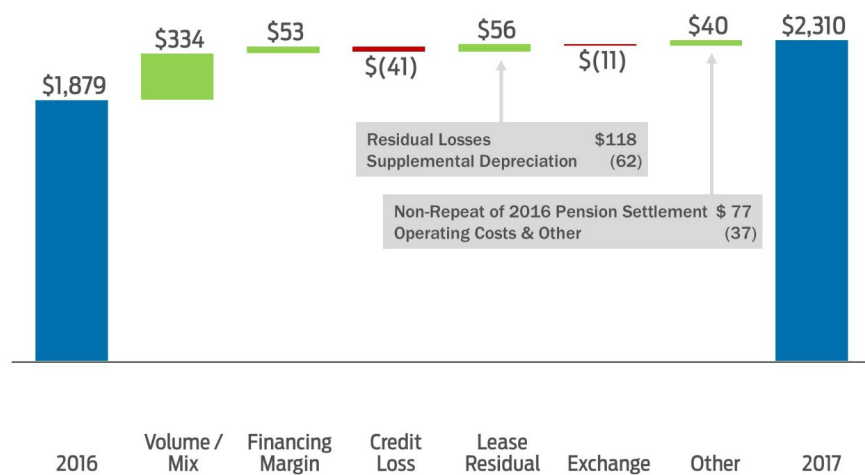 $1,879
$334
$53
$(41)
$56
$(11)
$40
$2,310
Residual Losses $118
Supplemental Depreciation (62)
Non-Repeat of 2016 Pension Settlement $ 77
Operating Costs & Other (37)
2016
Volume /
Mix
Financing
Margin
Credit
Loss
Lease
Residual
Exchange
Other
2017